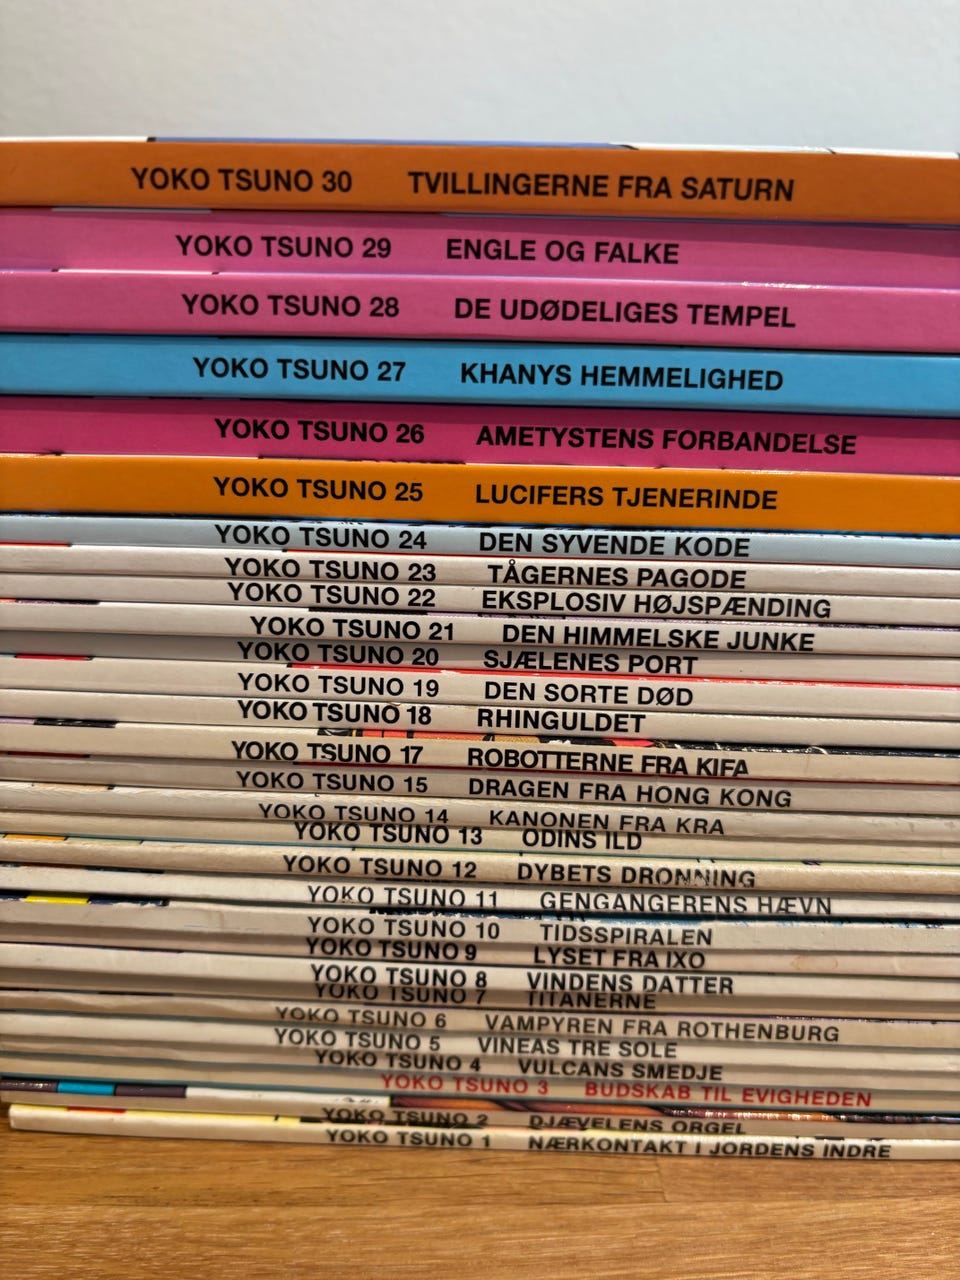 YOKO TSUNO 30 TVILLINGERNE FRA SATURN
YOKO TSUNO 29 ENGLE OG FALKE
YOKO TSUNO 28 DE UDØDELIGES TEMPEL
YOKO TSUNO 27 KHANYS HEMMELIGHED
YOKO TSUNO 26 AMETYSTENS FORBANDELSE
YOKO TSUNO 25 LUCIFERS TJENERINDE
YOKO TSUNO 24 DEN SYVENDE KODE
YOKO TSUNO 23 TÅGERNES PAGODE
YOKO TSUNO 22 EKSPLOSIV HØJSPÆNDING
YOKO TSUNO 21 DEN HIMMELSKE JUNKE
YOKO TSUNO 20 SJÆLENES PORT
YOKO TSUNO 19 DEN SORTE DØD
YOKO TSUNO 18 RHINGULDET
YOKO TSUNO 17 ROBOTTERNE FRA KIFA
YOKO TSUNO 15 DRAGEN FRA HONG KONG
YOKO TSUNO 14 KANONEN FRA KRA
YOKO TSUNO 13 ODINS ILD
YOKO TSUNO 12 DYBETS DRONNING
YOKO TSUNO 11 GENGANGERENS HÆVN
YOKO TSUNO 10 TIDSSPIRALEN
YOKO TSUNO 9 LYSET FRA IXO
YOKO TSUNO 8 VINDENS DATTER
YOKO TSUNO 7 TITANERNE
YOKO TSUNO 6 VAMPYREN FRA ROTHENBURG
YOKO TSUNO 5 VINEAS TRE SOLE
YOKO TSUNO 4 VULCANS SMEDJE
YOKO TSUNO 3 BUDSKAB TIL EVIGHEDEN
YOKO TSUNO 2 DJÆVELENS ORGEL
YOKO TSUNO 1 NÆRKONTAKT I JORDENS INDRE